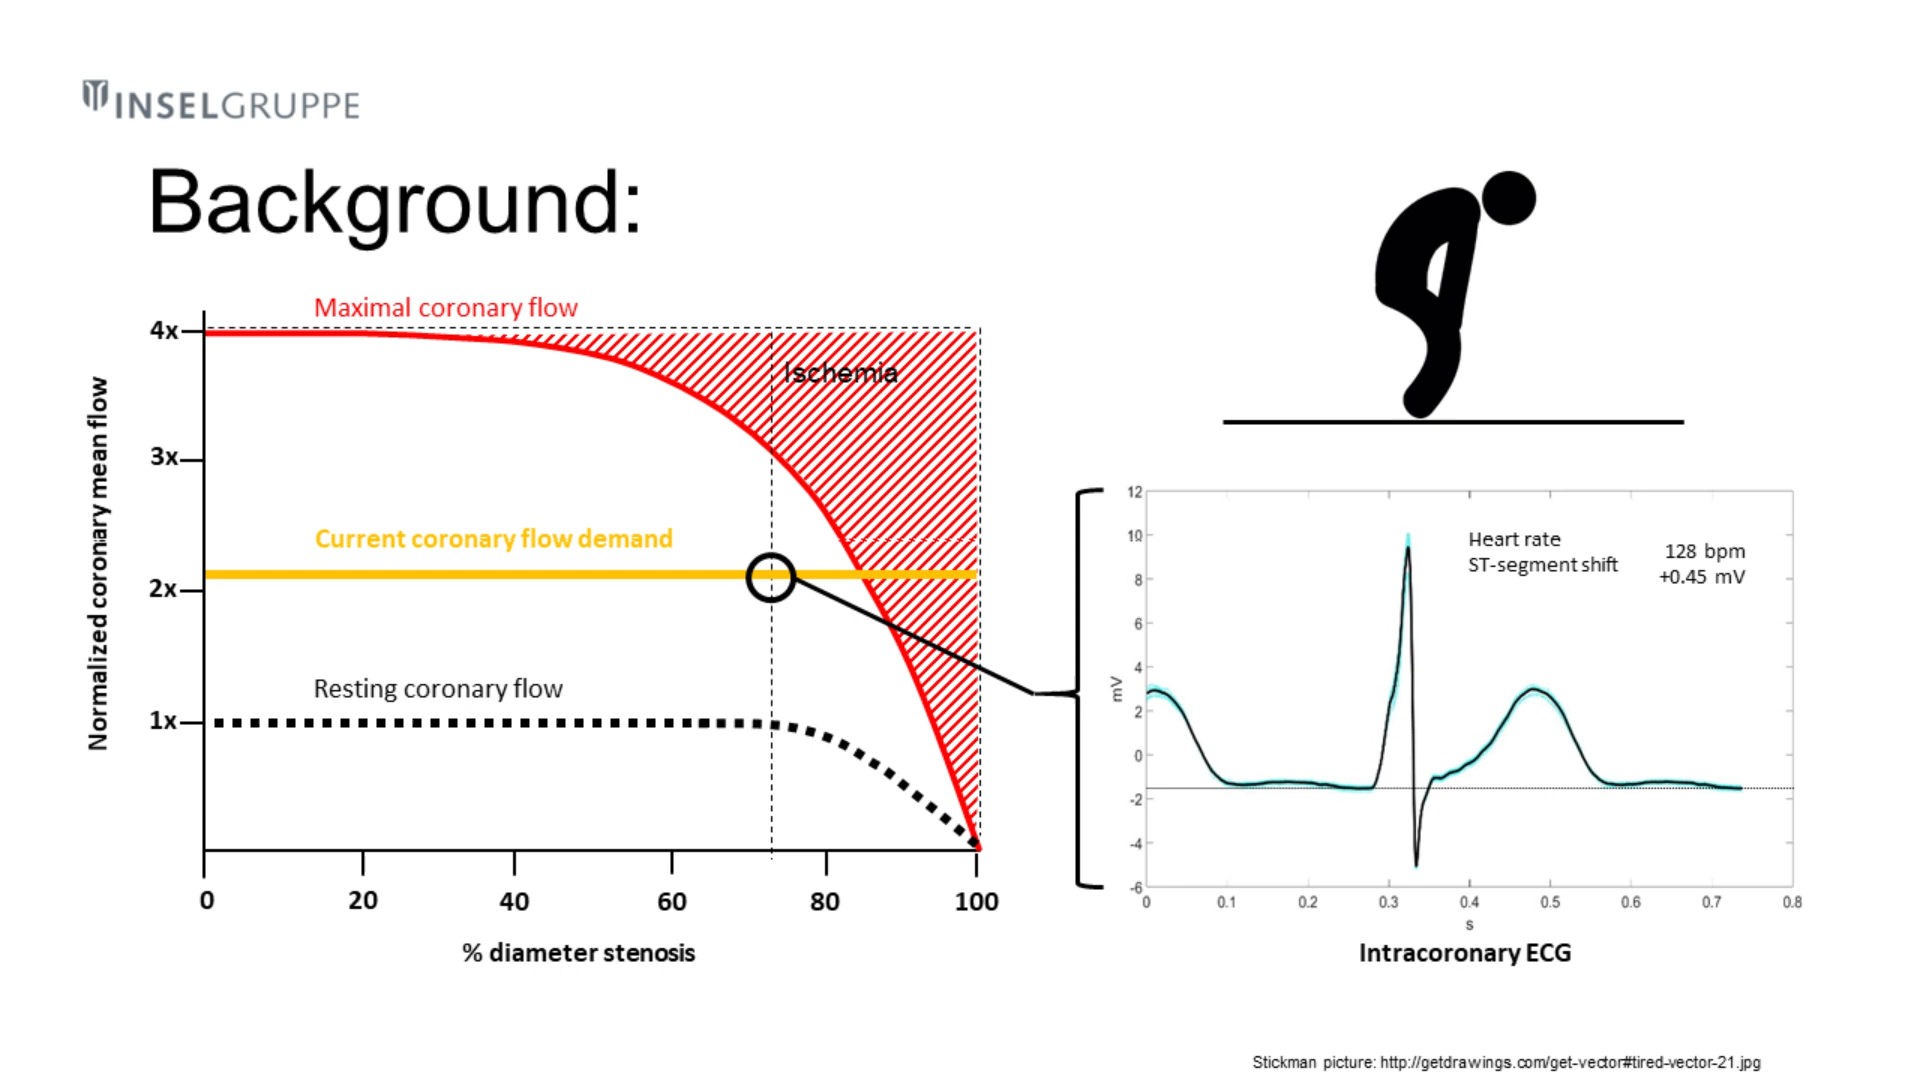 INSELGRUPPE
Background:
Maximal coronary flow
4x
Ischemia
3x
Current coronary flow demand
2x
Resting coronary flow
1x
Normalized coronary mean flow
0 20 40 60 80 100
% diameter stenosis
12
10
8
6
4
2
0
-2
-4
-6
mV
Heart rate 128 bpm
ST-segment shift +0.45 mV
0 0.1 0.2 0.3 0.4 0.5 0.6 0.7 0.8
s
Intracoronary ECG
Stickman picture: http://getdrawings.com/get-vector#tired-vector-21.jpg